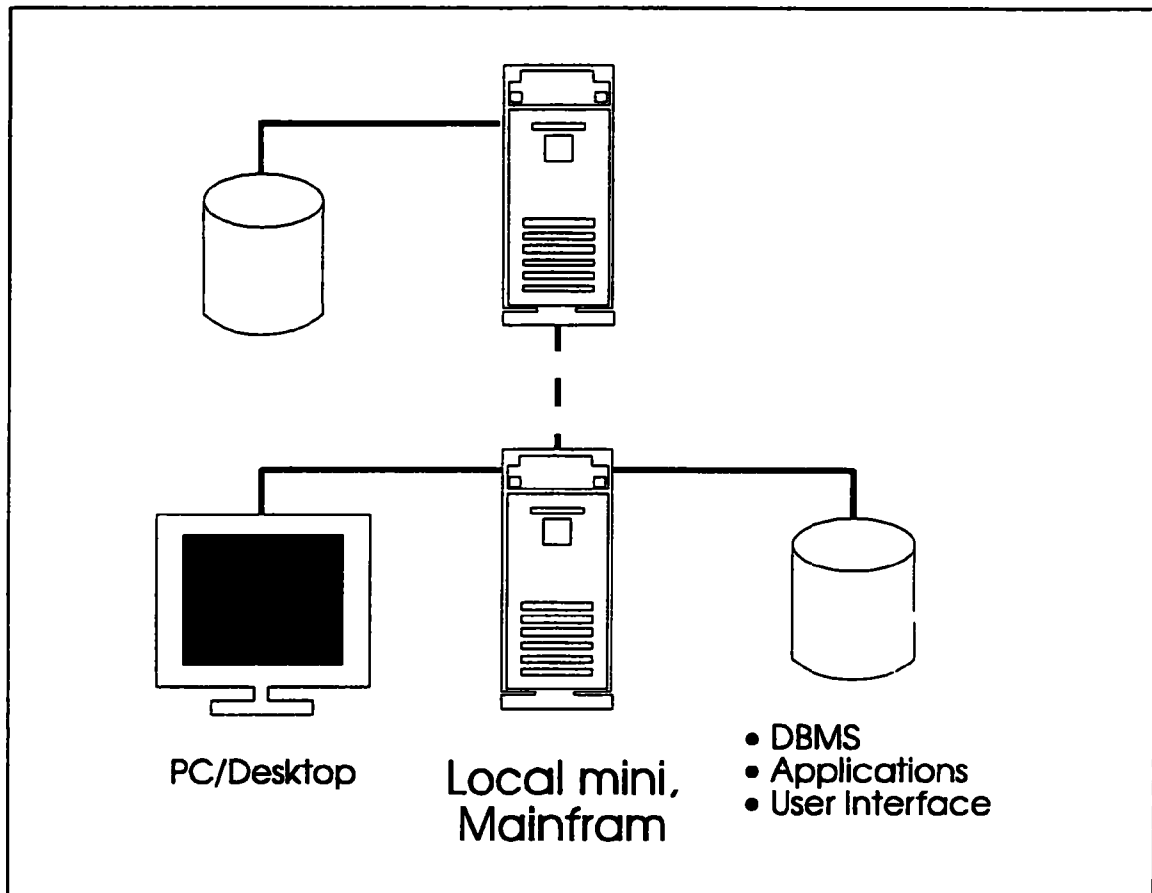 PC/Desktop
Local mini,
Mainfram
• DBMS
• Applications
• User Interface